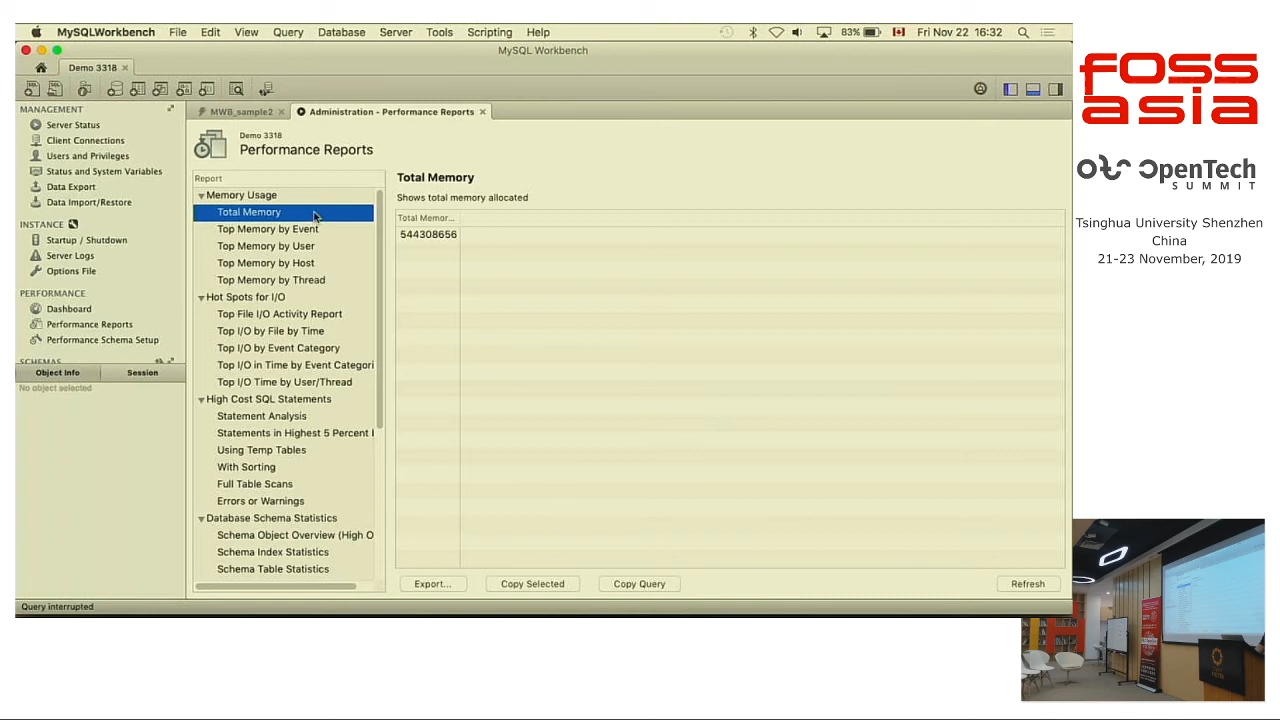 MySQLWorkbench File Edit View Query Database Server Tools Scripting Help 83% Fri Nov 22 16:32
MySQL Workbench
Demo 3318
MANAGEMENT
Server Status
Client Connections
Users and Privileges
Status and System Variables
Data Export
Data Import/Restore
INSTANCE
Startup / Shutdown
Server Logs
Options File
PERFORMANCE
Dashboard
Performance Reports
Performance Schema Setup
SCHEMAS
Object Info Session
No object selected
MWB_sample2
Administration - Performance Reports
Demo 3318
Performance Reports
Report
Memory Usage
Total Memory
Top Memory by Event
Top Memory by User
Top Memory by Host
Top Memory by Thread
Hot Spots for I/O
Top File I/O Activity Report
Top I/O by File by Time
Top I/O by Event Category
Top I/O in Time by Event Categori
Top I/O Time by User/Thread
High Cost SQL Statements
Statement Analysis
Statements in Highest 5 Percent
Using Temp Tables
With Sorting
Full Table Scans
Errors or Warnings
Database Schema Statistics
Schema Object Overview (High O
Schema Index Statistics
Schema Table Statistics
Total Memory
Shows total memory allocated
Total Memor...
544308656
Export... Copy Selected Copy Query Refresh
Query interrupted
FOSS
ASIA
OpenTech
SUMMIT
Tsinghua University Shenzhen
China
21-23 November, 2019